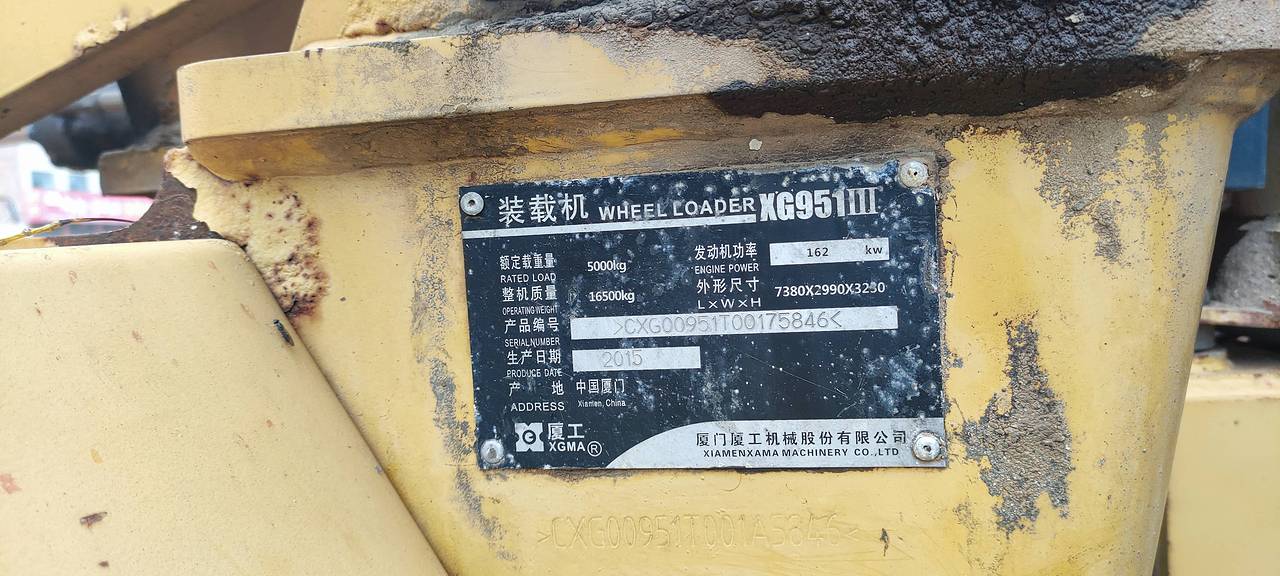 装载机 WHEEL LOADER XG951III
额定载重量 5000kg 发动机功率 162 kw
RATED LOAD ENGINE POWER
整机质量 16500kg 外形尺寸 7380X2990X3250
OPERATING WEIGHT L×W×H
产品编号 >CXG00951T00175846<
SERIALNUMBER
生产日期 2015
PRODUCE DATE
产 地 中国厦门
ADDRESS Xiamen, China
厦工 厦门厦工机械股份有限公司
XGMA® XIAMENXAMA MACHINERY CO.,LTD
>CXG00951T001A5846<